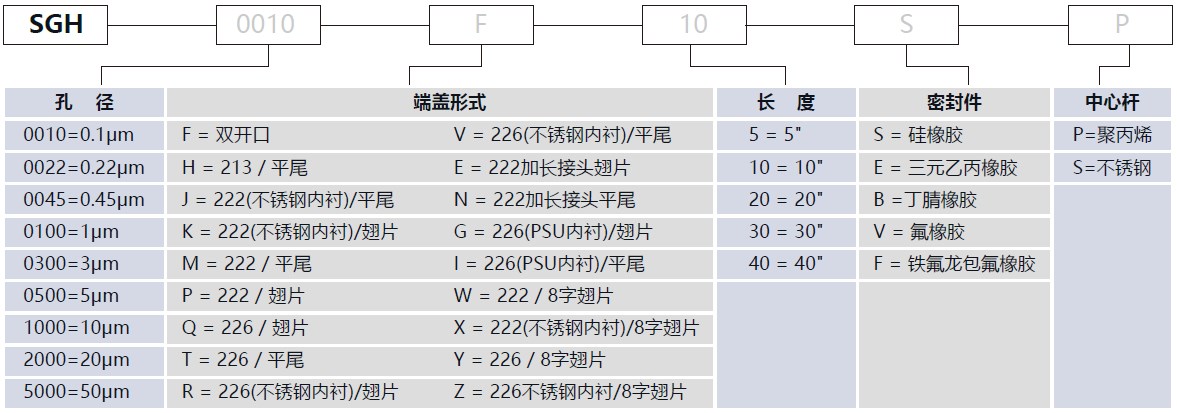 SGH 0010 F 10 S P
孔 径 端盖形式 长 度 密封件 中心杆
0010=0.1μm F = 双开口 V = 226(不锈钢内衬)/平尾 5 = 5" S = 硅橡胶 P=聚丙烯
0022=0.22μm H = 213 / 平尾 E = 222加长接头翅片 10 = 10" E = 三元乙丙橡胶 S=不锈钢
0045=0.45μm J = 222(不锈钢内衬)/平尾 N = 222加长接头平尾 20 = 20" B =丁腈橡胶
0100=1μm K = 222(不锈钢内衬)/翅片 G = 226(PSU内衬)/翅片 30 = 30" V = 氟橡胶
0300=3μm M = 222 / 平尾 I = 226(PSU内衬)/平尾 40 = 40" F = 铁氟龙包氟橡胶
0500=5μm P = 222 / 翅片 W = 222 / 8字翅片
1000=10μm Q = 226 / 翅片 X = 222(不锈钢内衬)/8字翅片
2000=20μm T = 226 / 平尾 Y = 226 / 8字翅片
5000=50μm R = 226(不锈钢内衬)/翅片 Z = 226不锈钢内衬/8字翅片